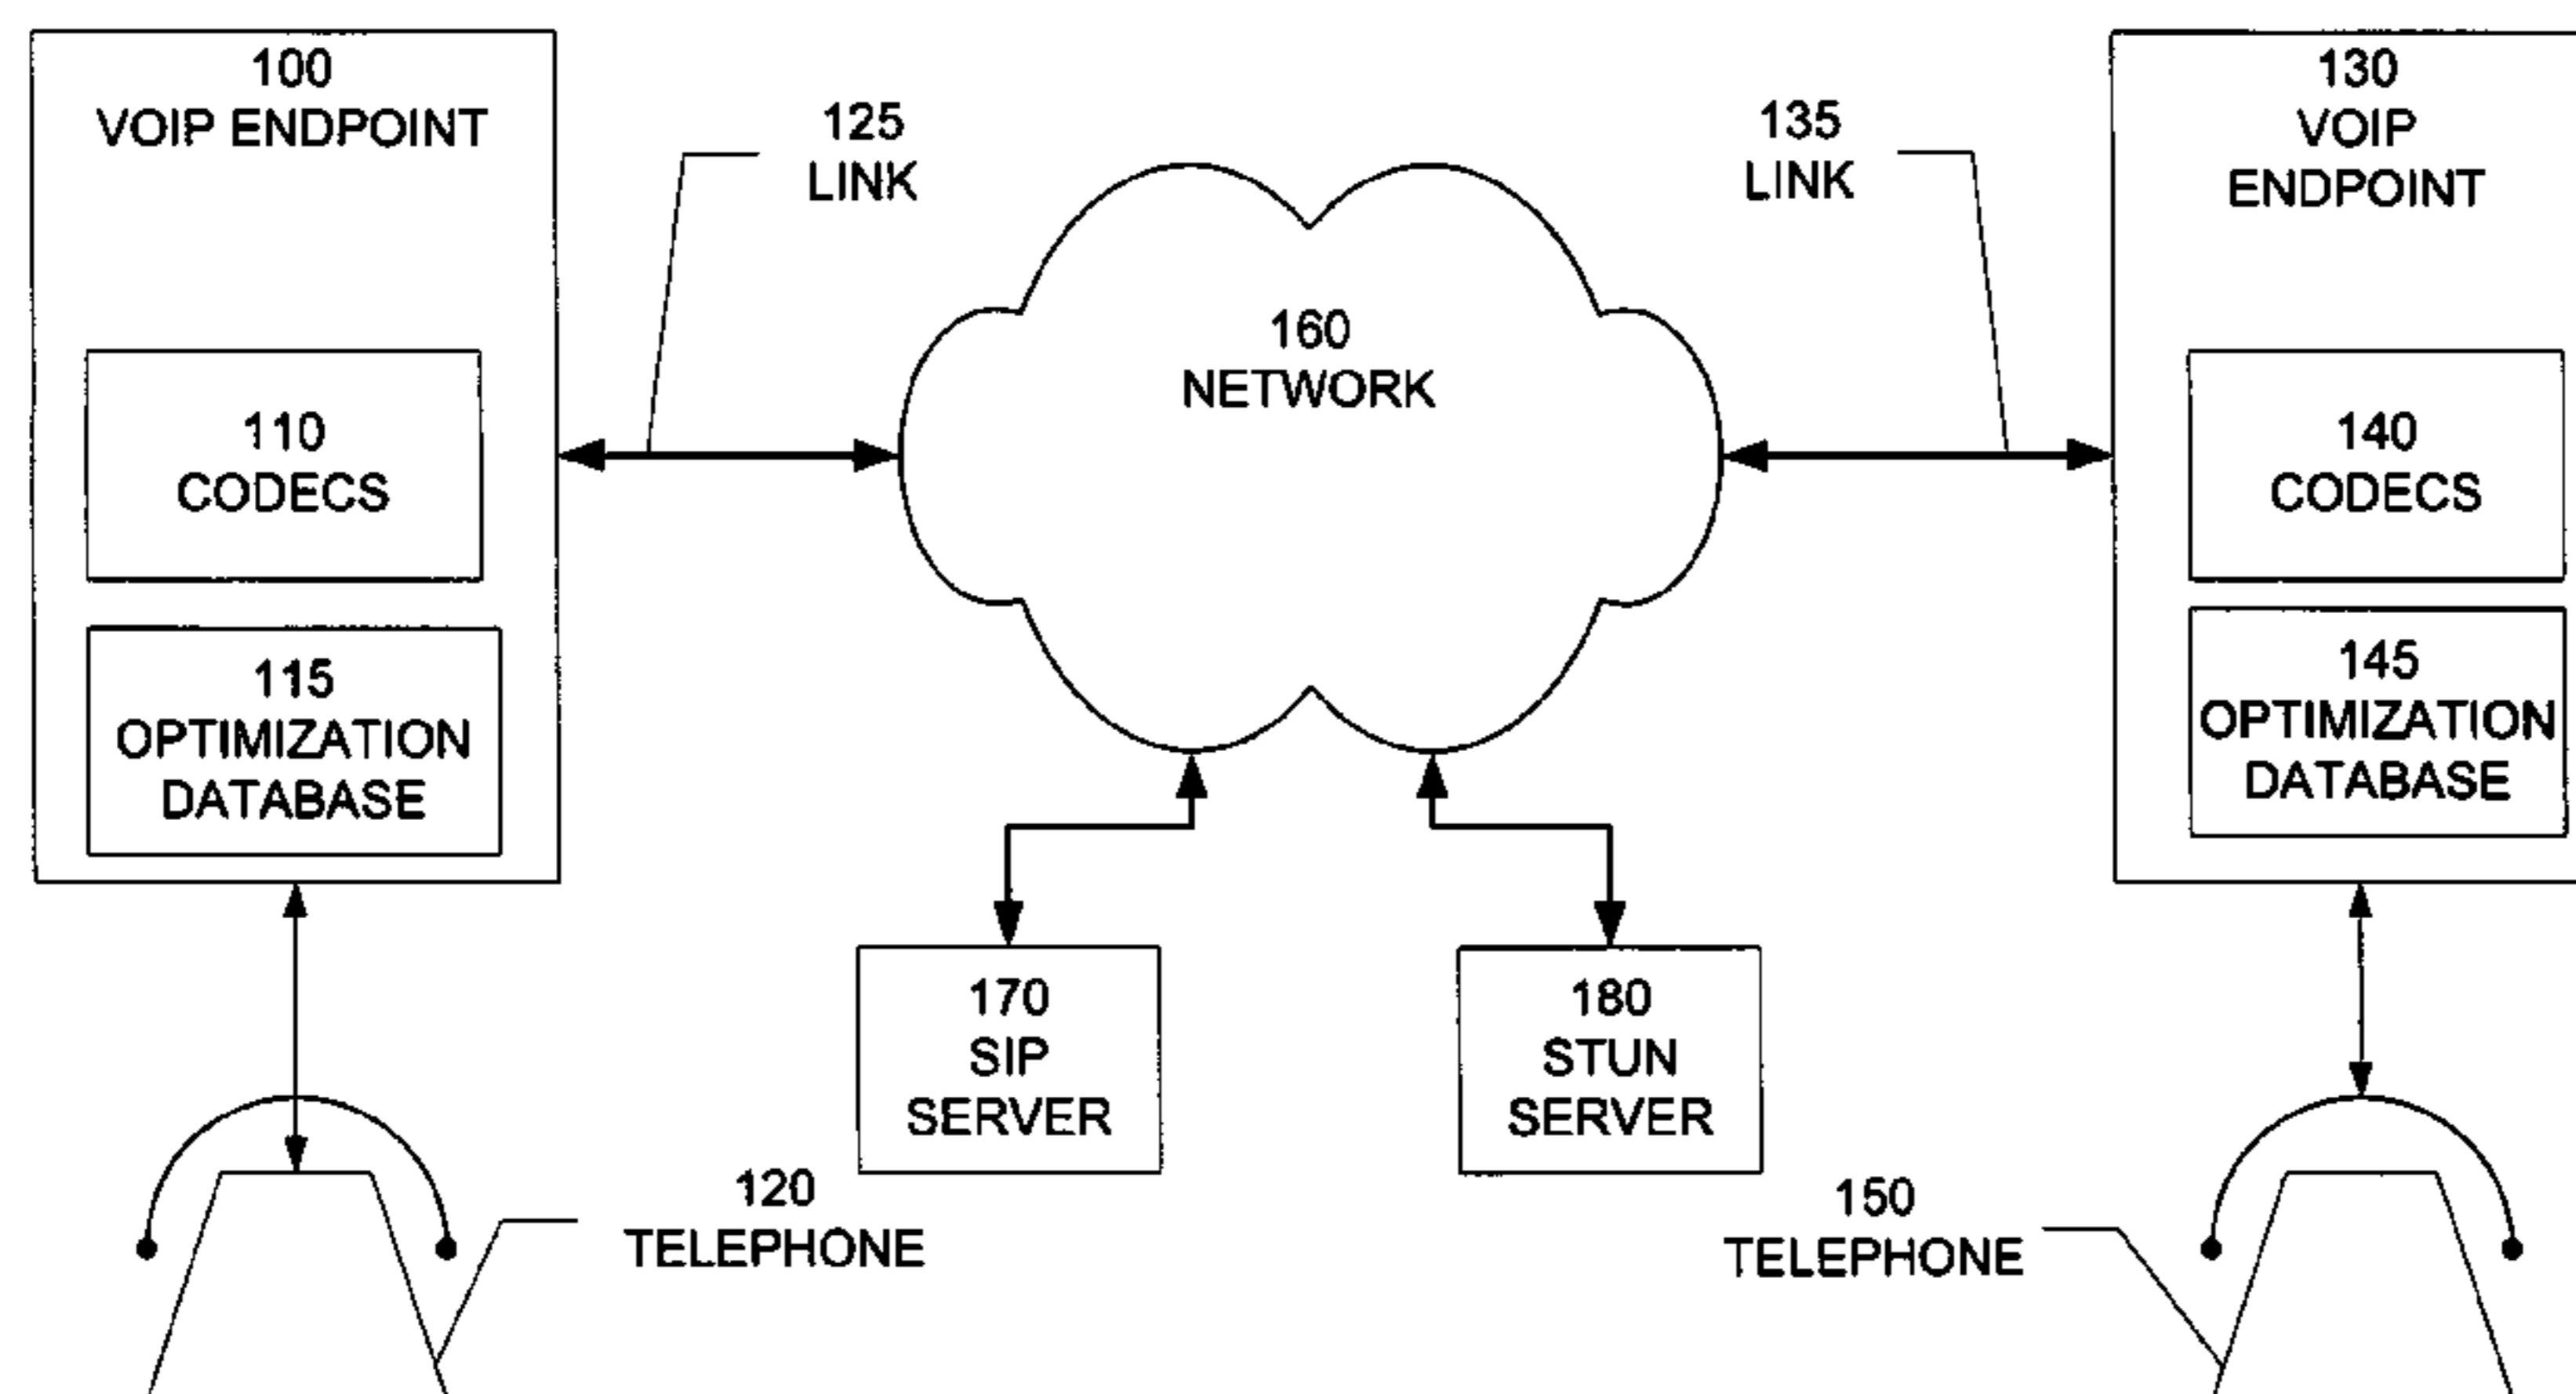 100
VOIP ENDPOINT
110
CODECS
115
OPTIMIZATION
DATABASE
125
LINK
160
NETWORK
135
LINK
130
VOIP
ENDPOINT
140
CODECS
145
OPTIMIZATION
DATABASE
170
SIP
SERVER
180
STUN
SERVER
120
TELEPHONE
150
TELEPHONE